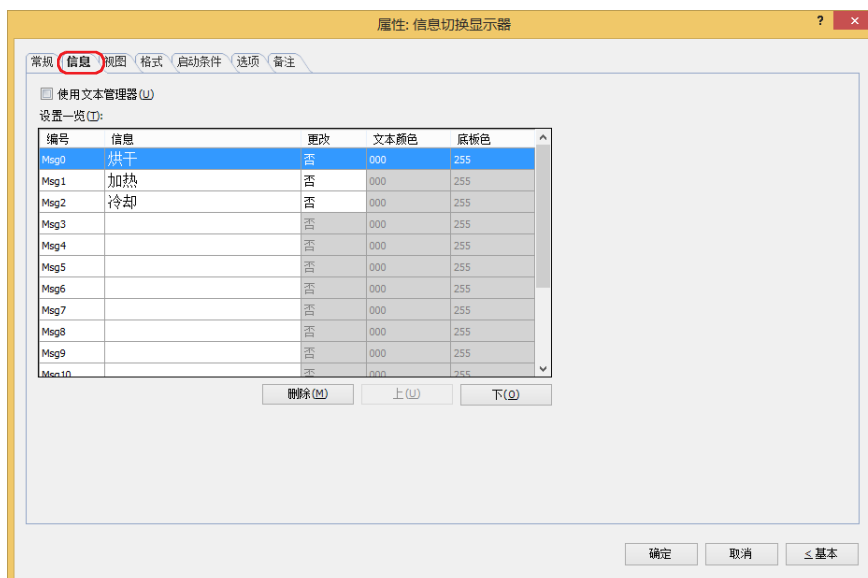 属性: 信息切换显示器 ? ×
常规 信息 视图 格式 启动条件 选项 备注
使用文本管理器(U)
设置一览(T):
编号 信息 更改 文本颜色 底板色
Msg0 烘干 否 000 255
Msg1 加热 否 000 255
Msg2 冷却 否 000 255
Msg3 否 000 255
Msg4 否 000 255
Msg5 否 000 255
Msg6 否 000 255
Msg7 否 000 255
Msg8 否 000 255
Msg9 否 000 255
Msg10 否 000 255
删除(M) 上(U) 下(O)
确定 取消 < 基本